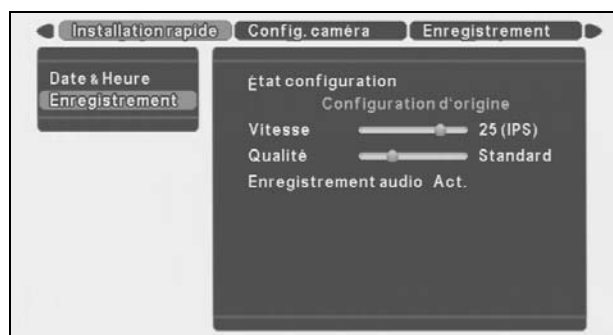 Installation rapide Config. caméra Enregistrement
Date & Heure
Enregistrement
État configuration
Configuration d'origine
Vitesse 25 (IPS)
Qualité Standard
Enregistrement audio Act.